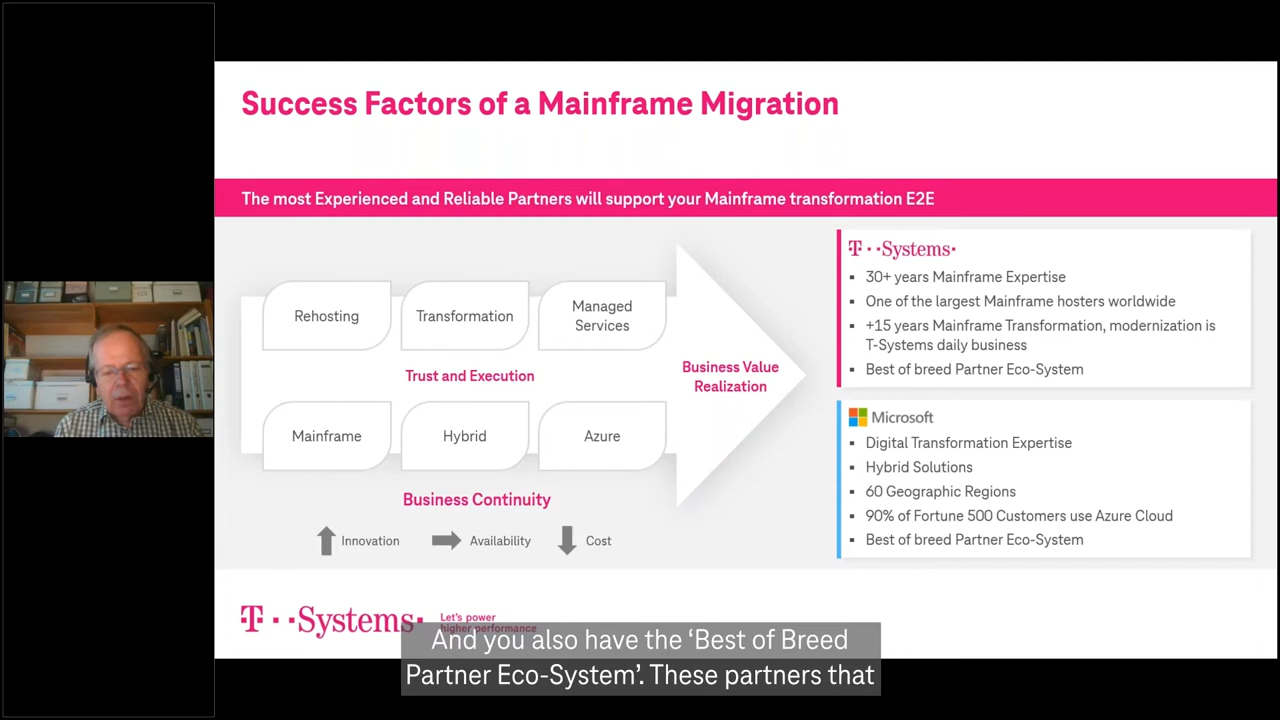 Success Factors of a Mainframe Migration
The most Experienced and Reliable Partners will support your Mainframe transformation E2E
Rehosting
Transformation
Managed
Services
Trust and Execution
Mainframe
Hybrid
Azure
Business Continuity
Innovation
Availability
Cost
Business Value
Realization
T··Systems·
▪ 30+ years Mainframe Expertise
▪ One of the largest Mainframe hosters worldwide
▪ +15 years Mainframe Transformation, modernization is
T-Systems daily business
▪ Best of breed Partner Eco-System
Microsoft
▪ Digital Transformation Expertise
▪ Hybrid Solutions
▪ 60 Geographic Regions
▪ 90% of Fortune 500 Customers use Azure Cloud
▪ Best of breed Partner Eco-System
T··Systems·
Let's power
higher performance
And you also have the ‘Best of Breed
Partner Eco-System’. These partners that